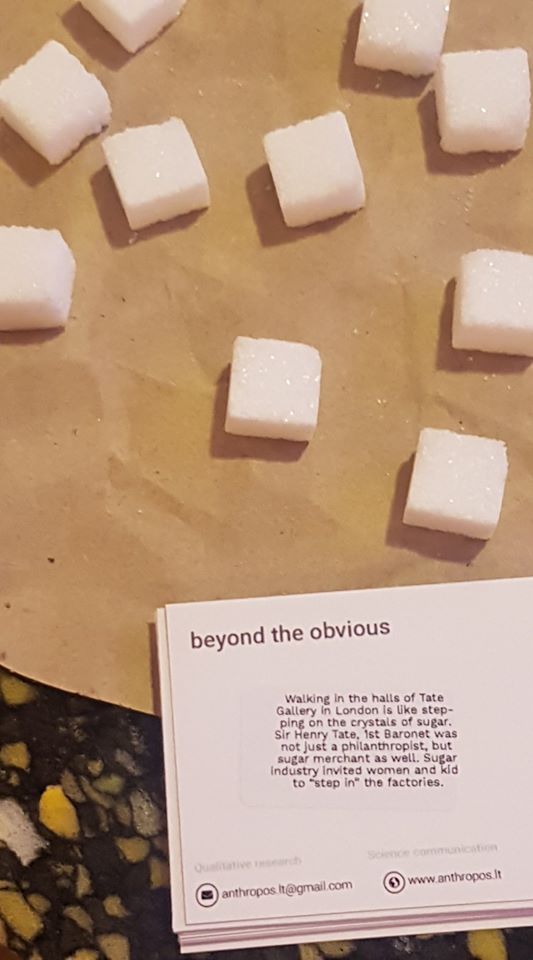 beyond the obvious
Walking in the halls of Tate
Gallery in London is like step-
ping on the crystals of sugar.
Sir Henry Tate, 1st Baronet was
not just a philanthropist, but
sugar merchant as well. Sugar
industry invited women and kid
to "step in" the factories.
Qualitative research
Science communication
anthropos.lt@gmail.com
www.anthropos.lt